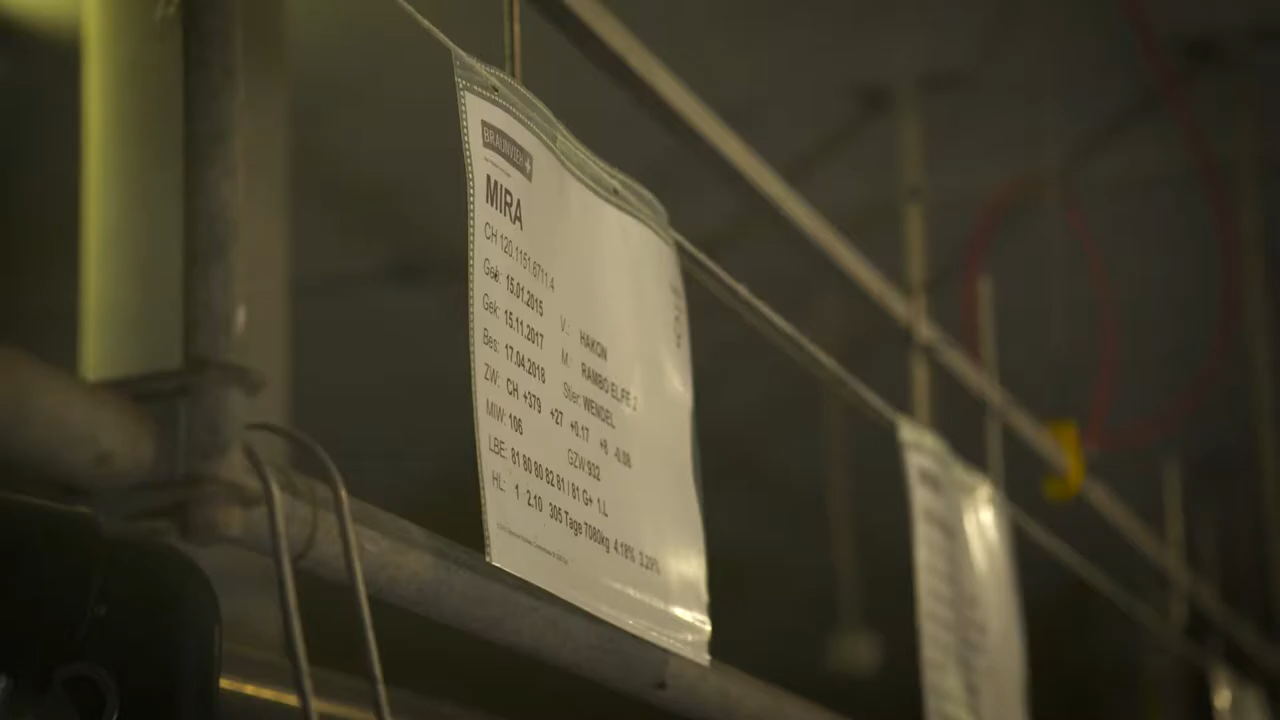 BRAUNVIEH
MIRA
CH 120.1151.6711.4
Geb: 15.01.2015
Gek: 15.11.2017 V.: HAKON
Bes: 17.04.2018 M: RAMBO ELFE 2
Stier: WENDEL
ZW: CH +379 +27 +0.17 +8 -0.08
MIW: 106 GZW 932
LBE: 81 80 80 82 81 / 81 G+ 1.L
HL: 1 2.10 305 Tage 7080kg 4.18% 3.29%